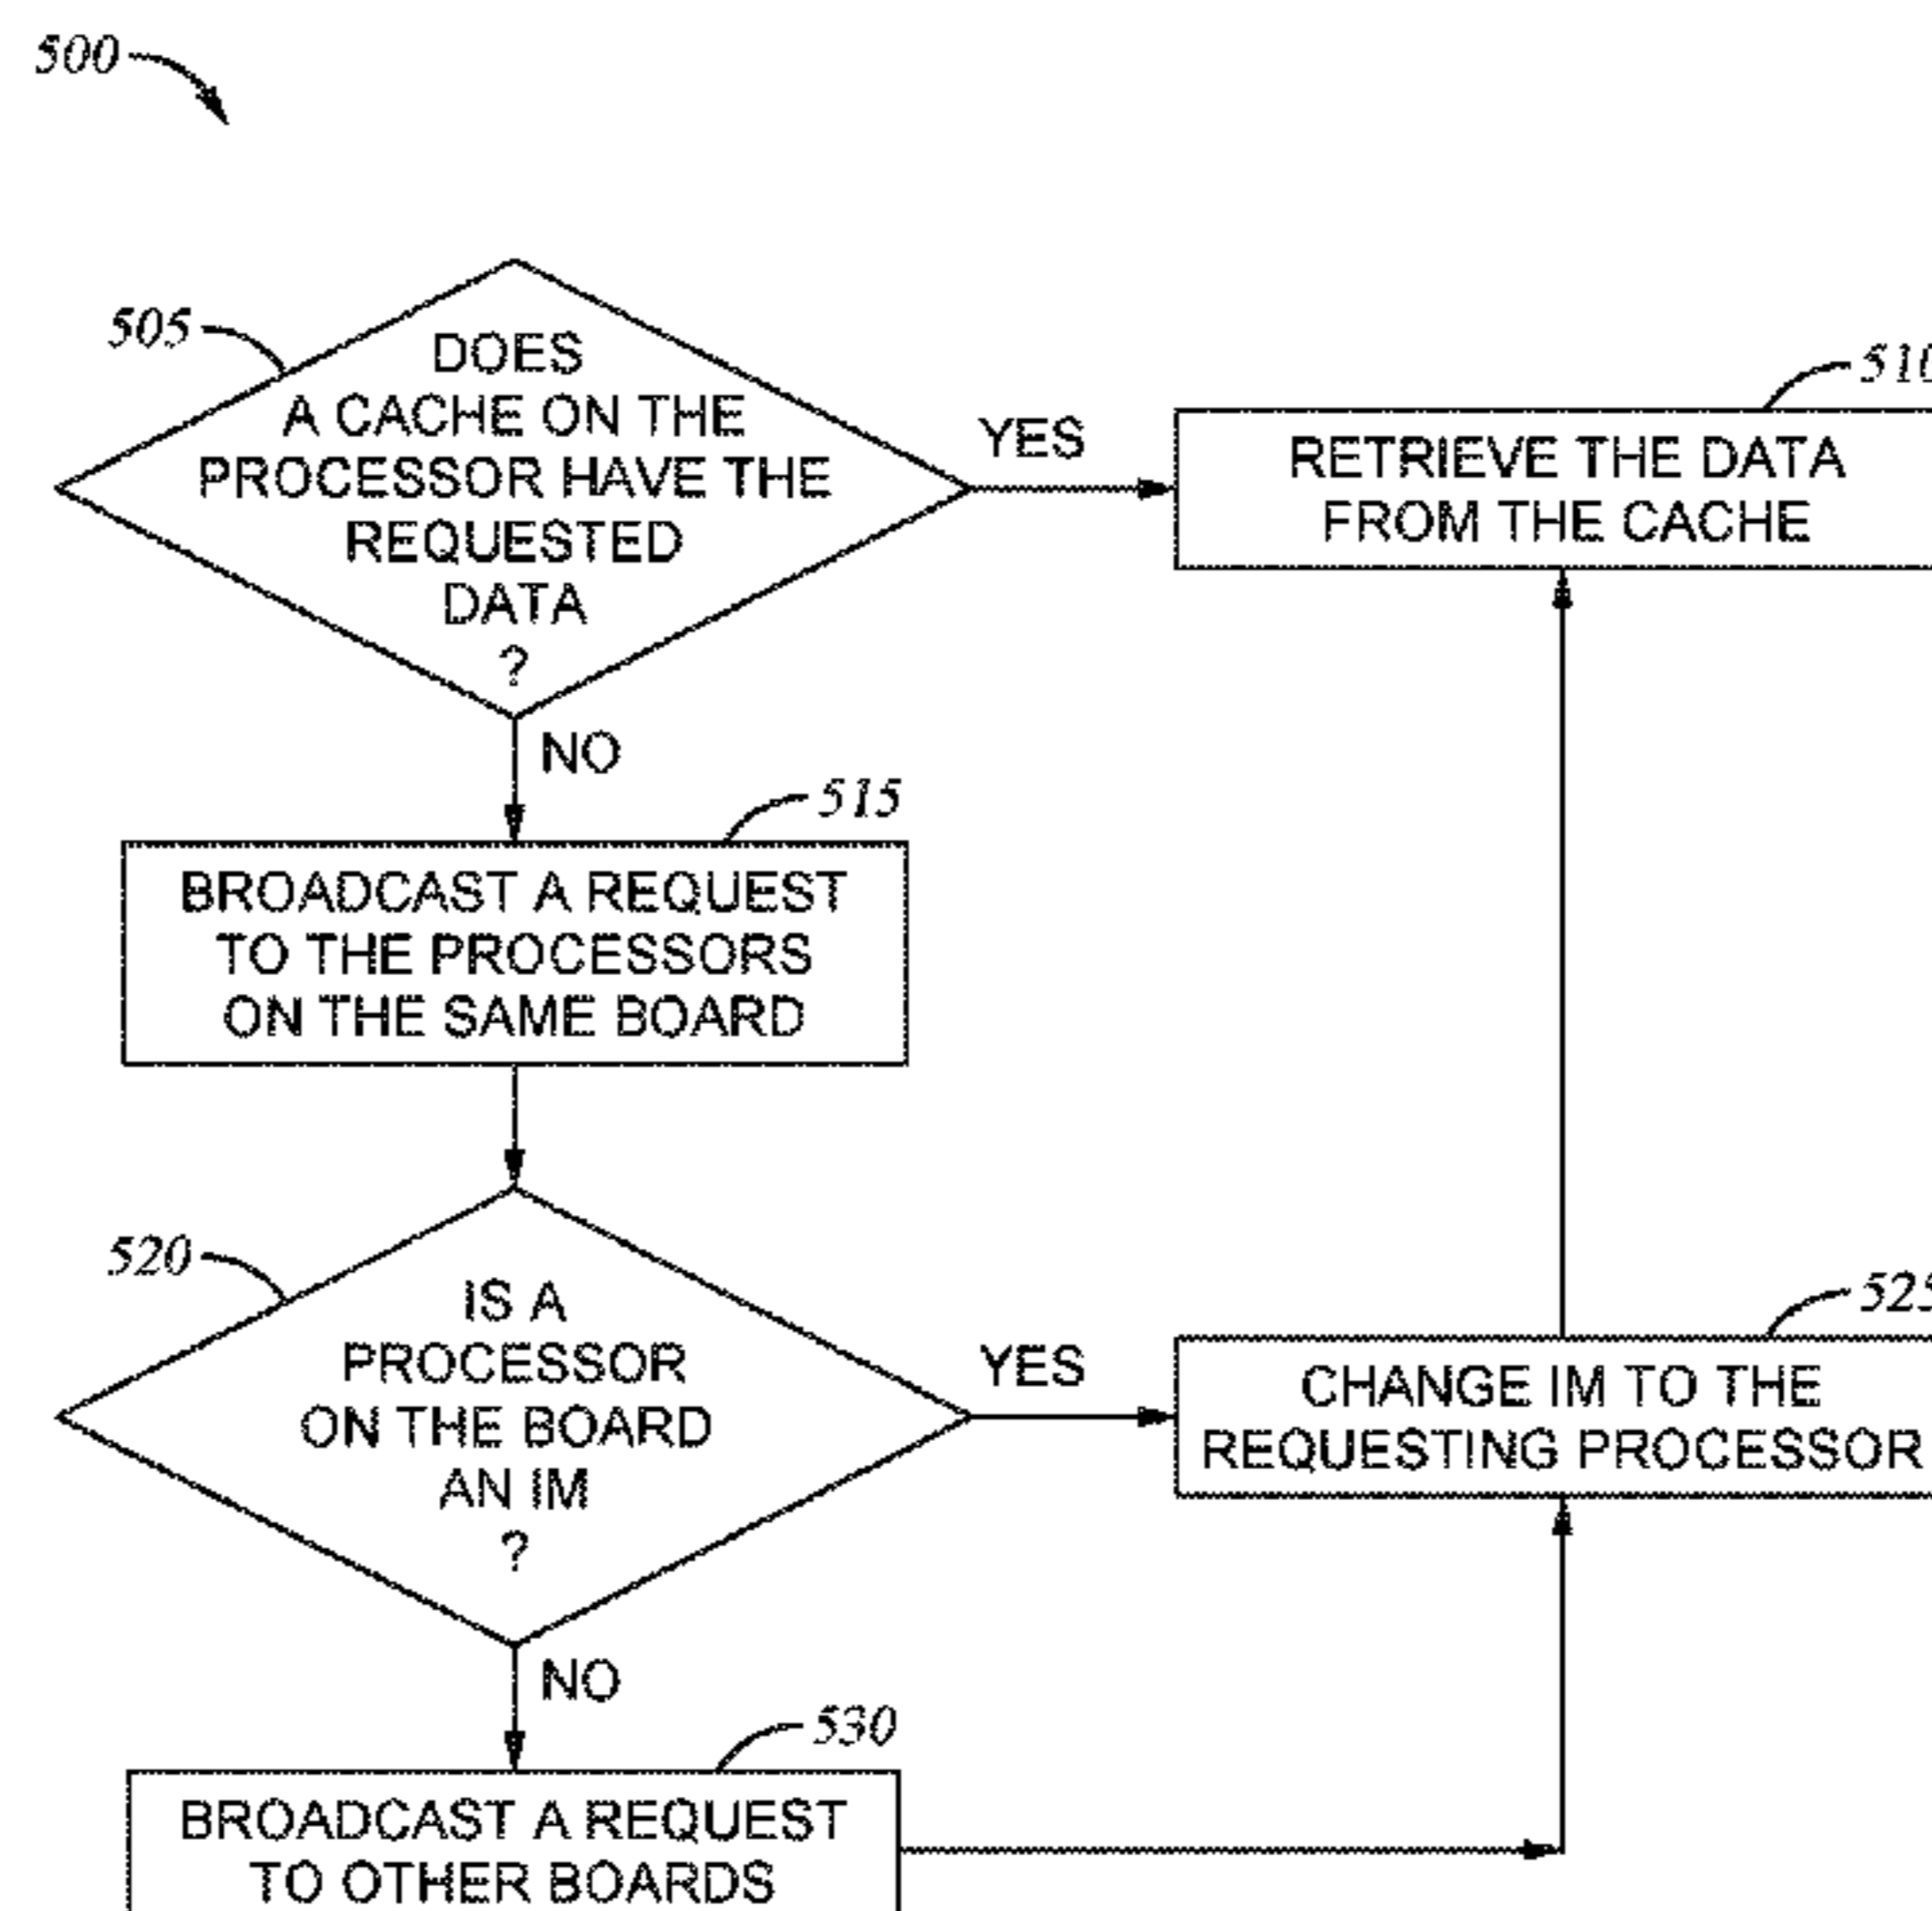 500
505
DOES
A CACHE ON THE
PROCESSOR HAVE THE
REQUESTED
DATA
?
YES
510
RETRIEVE THE DATA
FROM THE CACHE
NO
515
BROADCAST A REQUEST
TO THE PROCESSORS
ON THE SAME BOARD
520
IS A
PROCESSOR
ON THE BOARD
AN IM
?
YES
525
CHANGE IM TO THE
REQUESTING PROCESSOR
NO
530
BROADCAST A REQUEST
TO OTHER BOARDS